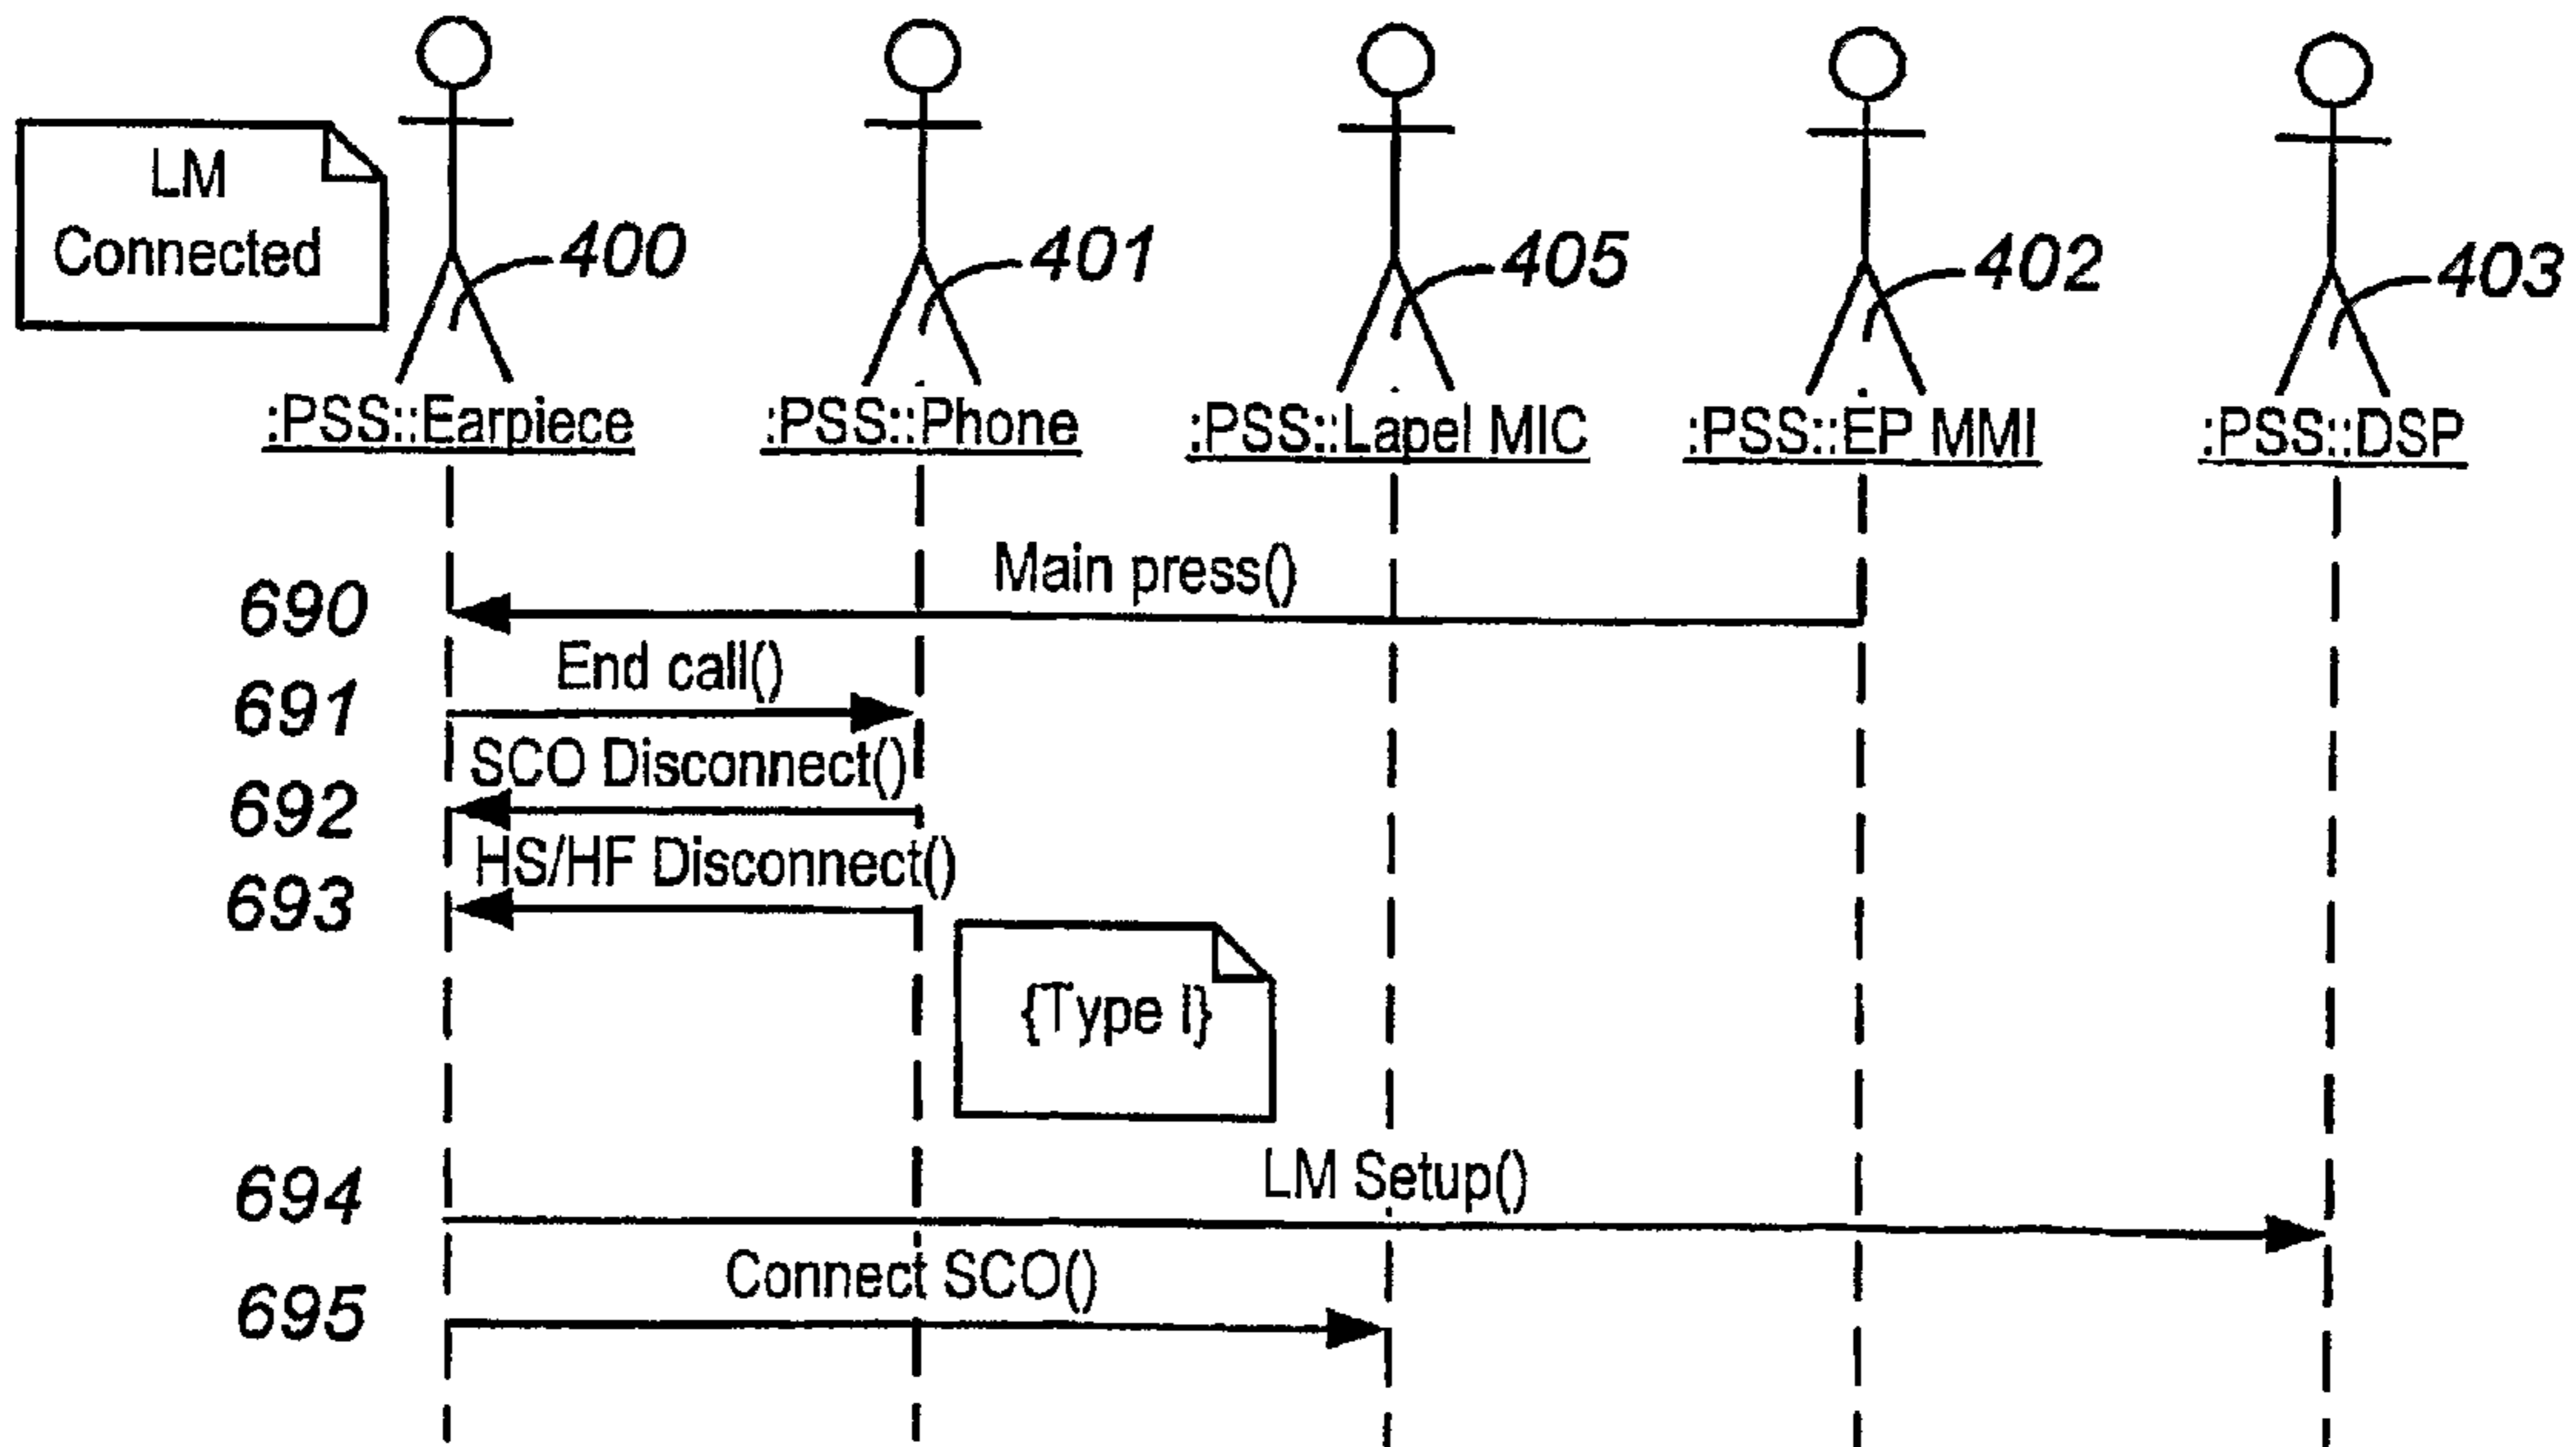 LM
Connected
400
401
405
402
403
:PSS::Earpiece
:PSS::Phone
:PSS::Lapel MIC
:PSS::EP MMI
:PSS::DSP
Main press()
690
End call()
691
SCO Disconnect()
692
HS/HF Disconnect()
693
{Type I}
LM Setup()
694
Connect SCO()
695